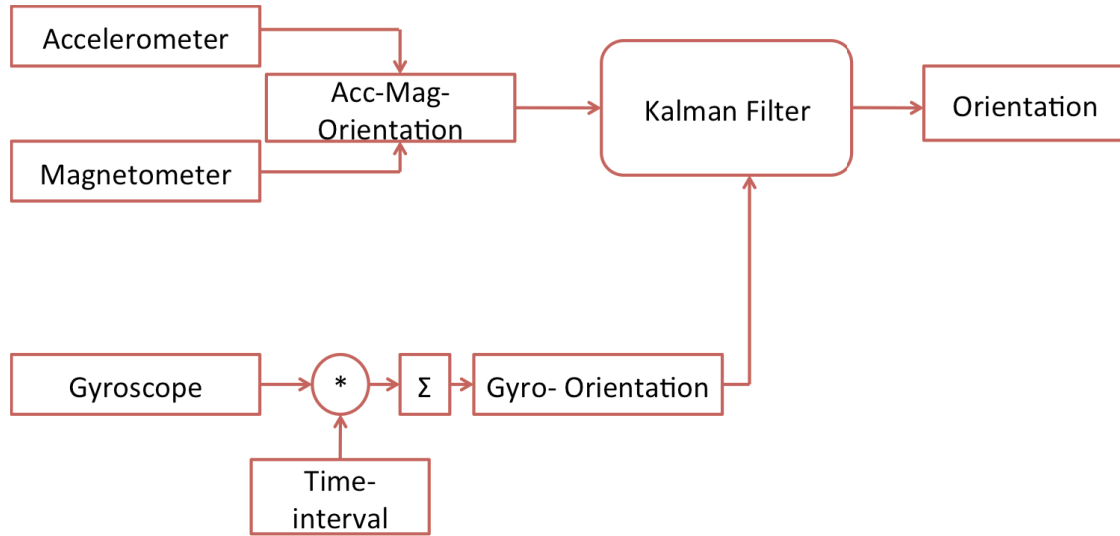 Accelerometer
Acc-Mag-
Orientation
Magnetometer
Kalman Filter
Orientation
Gyroscope
*
Σ
Gyro- Orientation
Time-
interval